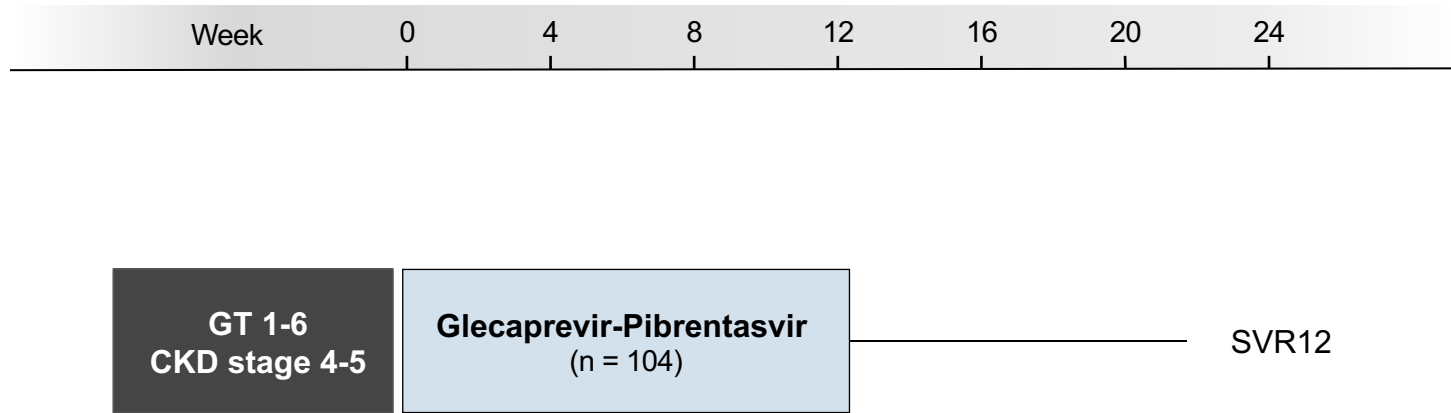 Week 0 4 8 12 16 20 24
GT 1-6
CKD stage 4-5
Glecaprevir-Pibrentasvir
(n = 104)
SVR12